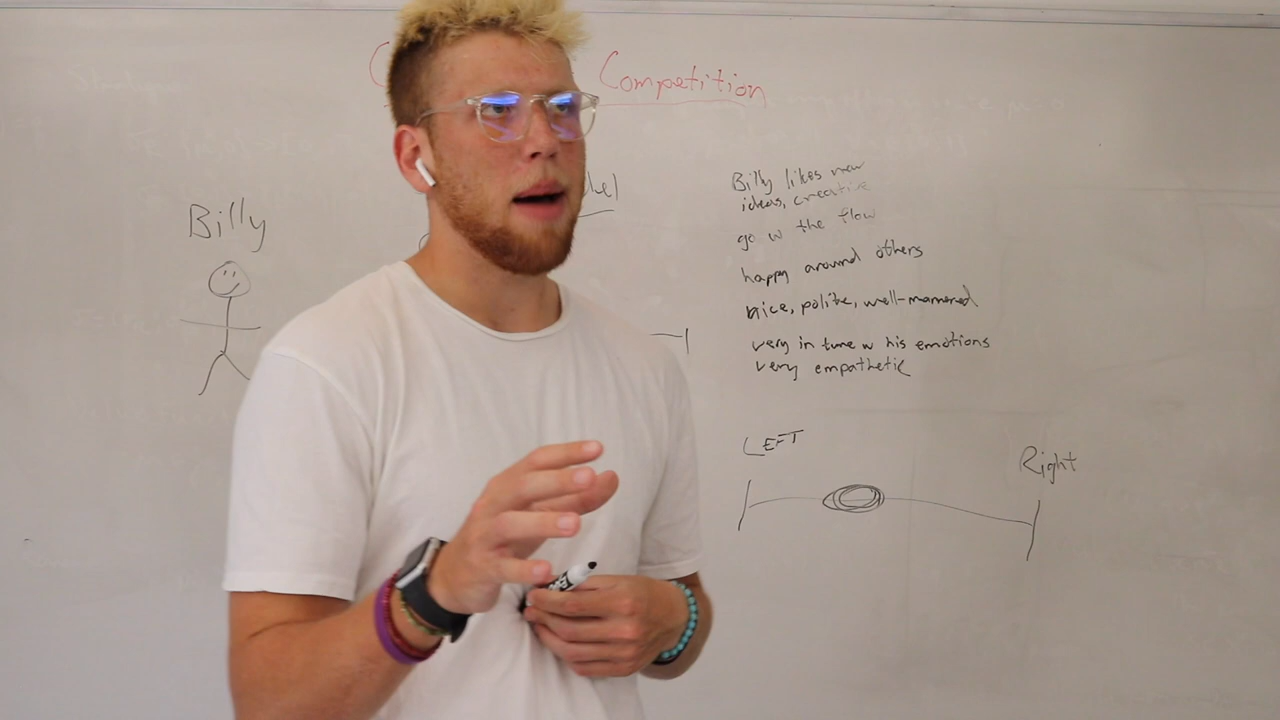 Competition
Billy
Billy likes new
ideas, creative
go w the flow
happy around others
nice, polite, well-mannered
very in tune w his emotions
very empathetic
LEFT
Right